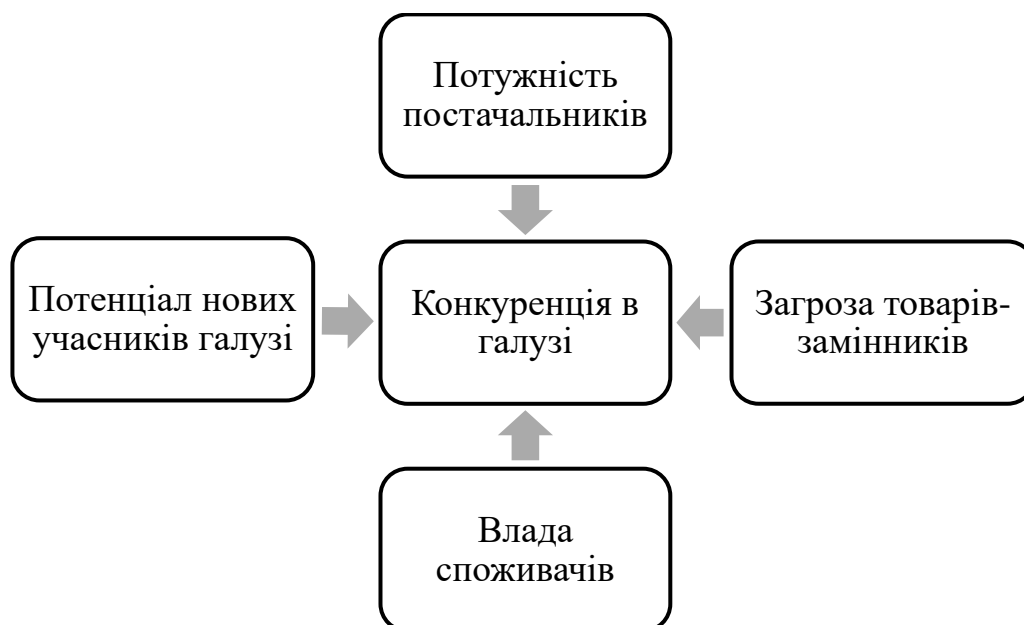 Потужність
постачальників
Потенціал нових
учасників галузі
Конкуренція в
галузі
Загроза товарів-
замінників
Влада
споживачів